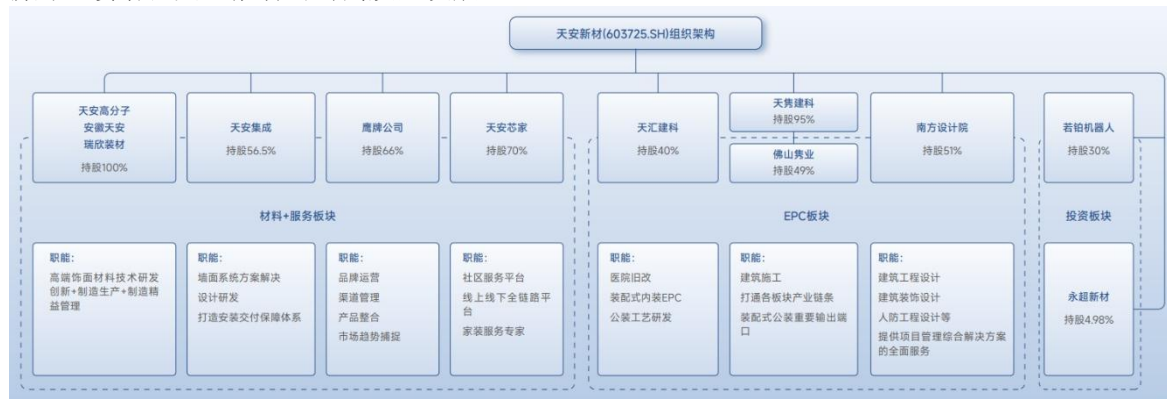 天安新材(603725.SH)组织架构
天安高分子
安徽天安
瑞欣装材
持股100%
天安集成
持股56.5%
鹰牌公司
持股66%
天安芯家
持股70%
天汇建科
持股40%
天隽建科
持股95%
佛山隽业
持股49%
南方设计院
持股51%
若铂机器人
持股30%
材料+服务板块
EPC板块
投资板块
职能：
高端饰面材料技术研发
创新+制造生产+制造精
益管理
职能：
墙面系统方案解决
设计研发
打造安装交付保障体系
职能：
品牌运营
渠道管理
产品整合
市场趋势捕捉
职能：
社区服务平台
线上线下全链路平
台
家装服务专家
职能：
医院旧改
装配式内装EPC
公装工艺研发
职能：
建筑施工
打通各板块产业链条
装配式公装重要输出端
口
职能：
建筑工程设计
建筑装饰设计
人防工程设计等
提供项目管理综合解决方案
的全面服务
永超新材
持股4.98%